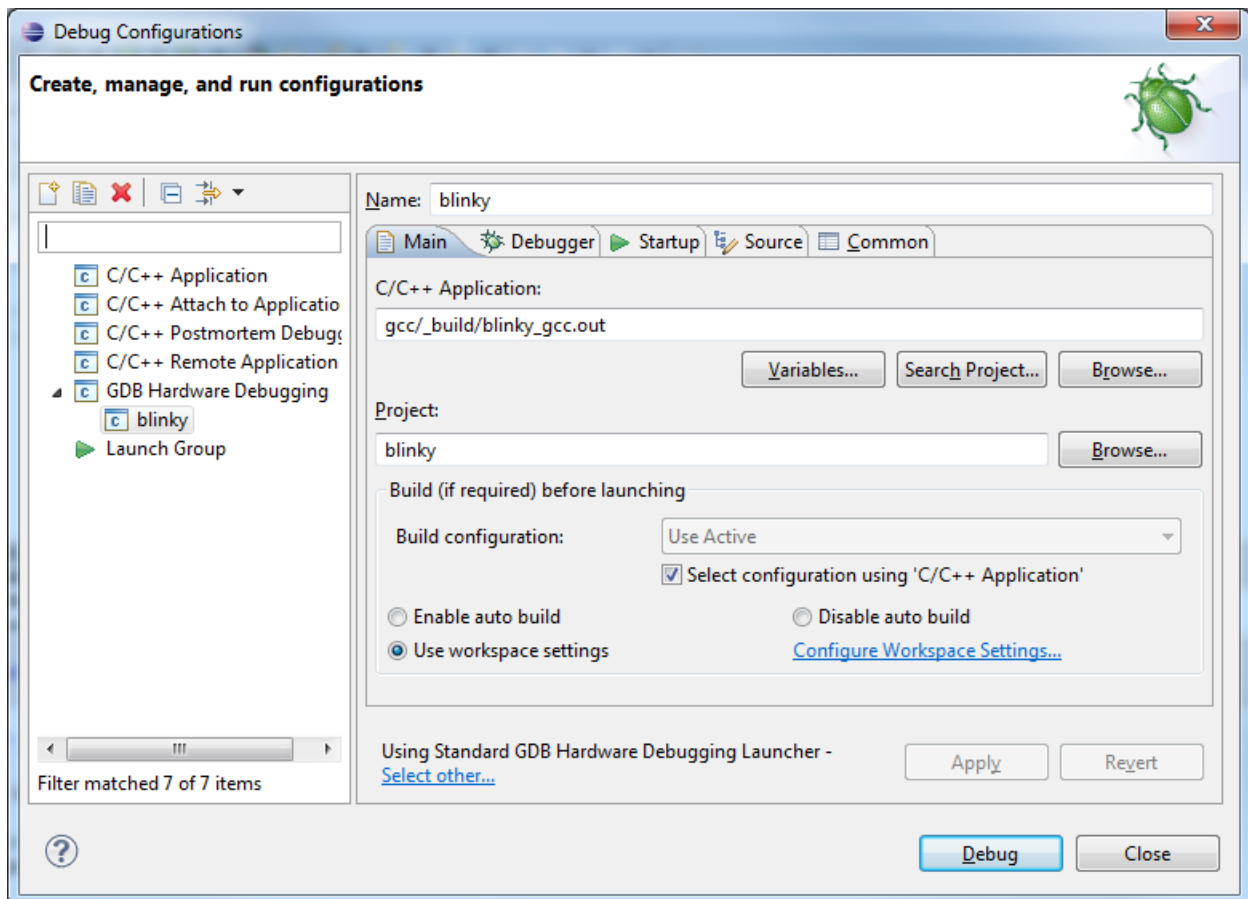 Debug Configurations
Create, manage, and run configurations
C/C++ Application
C/C++ Attach to Applicatio
C/C++ Postmortem Debugg
C/C++ Remote Application
GDB Hardware Debugging
blinky
Launch Group
Filter matched 7 of 7 items
Name: blinky
Main Debugger Startup Source Common
C/C++ Application:
gcc/_build/blinky_gcc.out
Variables... Search Project... Browse...
Project:
blinky Browse...
Build (if required) before launching
Build configuration: Use Active
Select configuration using 'C/C++ Application'
Enable auto build Disable auto build
Use workspace settings Configure Workspace Settings...
Using Standard GDB Hardware Debugging Launcher -
Select other...
Apply Revert
Debug Close